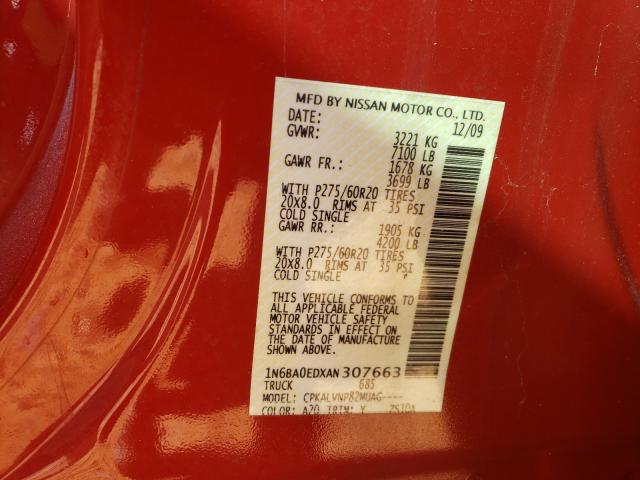 MFD BY NISSAN MOTOR CO., LTD.
DATE: 12/09
GVWR: 3221 KG
7100 LB
GAWR FR.: 1678 KG
3699 LB
WITH P275/60R20 TIRES
20X8.0 RIMS AT 35 PSI
COLD SINGLE
GAWR RR.: 1905 KG
4200 LB
WITH P275/60R20 TIRES
20X8.0 RIMS AT 35 PSI
COLD SINGLE
THIS VEHICLE CONFORMS TO
ALL APPLICABLE FEDERAL
MOTOR VEHICLE SAFETY
STANDARDS IN EFFECT ON
THE DATE OF MANUFACTURE
SHOWN ABOVE.
1N6BA0EDXAN307663
TRUCK 685
MODEL: CPKALVNP82MUAG----
COLOR: A20 TRIM: Y